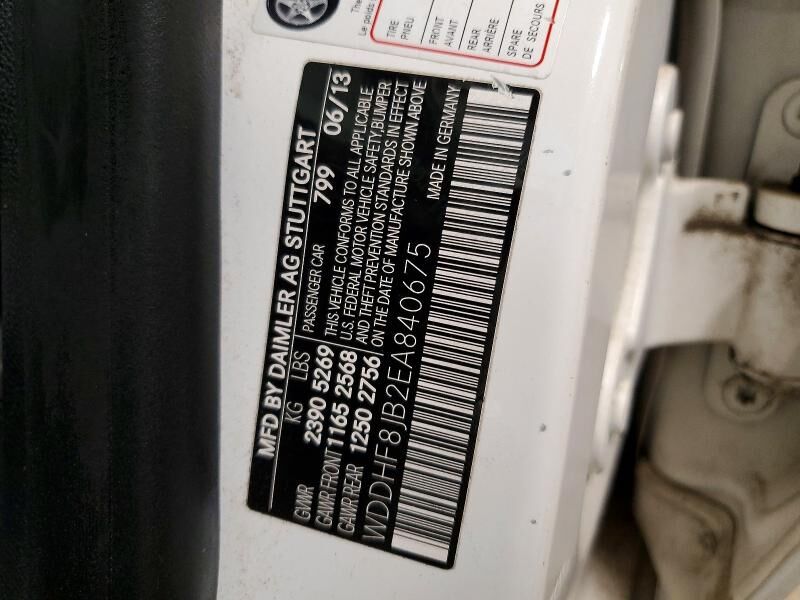 The
Le poids
TIRE
PNEU
FRONT
AVANT
REAR
ARRIÈRE
SPARE
DE SECOURS
MFD BY DAIMLER AG STUTTGART
KG LBS PASSENGER CAR 799 06/13
GVWR 2390 5269
GAWR FRONT 1165 2568
GAWR REAR 1250 2756
THIS VEHICLE CONFORMS TO ALL APPLICABLE
U.S. FEDERAL MOTOR VEHICLE SAFETY, BUMPER
AND THEFT PREVENTION STANDARDS IN EFFECT
ON THE DATE OF MANUFACTURE SHOWN ABOVE
WDDHF8JB2EA840675 MADE IN GERMANY